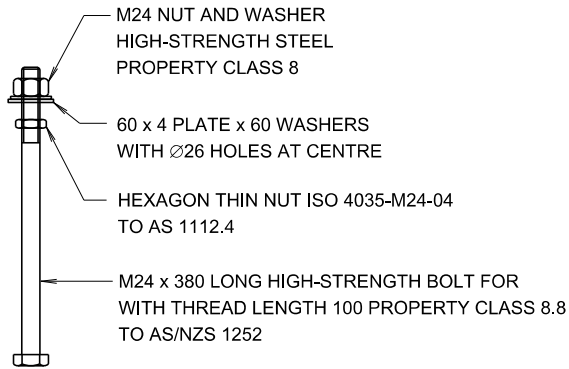 M24 NUT AND WASHER
HIGH-STRENGTH STEEL
PROPERTY CLASS 8
60 x 4 PLATE x 60 WASHERS
WITH ∅26 HOLES AT CENTRE
HEXAGON THIN NUT ISO 4035-M24-04
TO AS 1112.4
M24 x 380 LONG HIGH-STRENGTH BOLT FOR
WITH THREAD LENGTH 100 PROPERTY CLASS 8.8
TO AS/NZS 1252